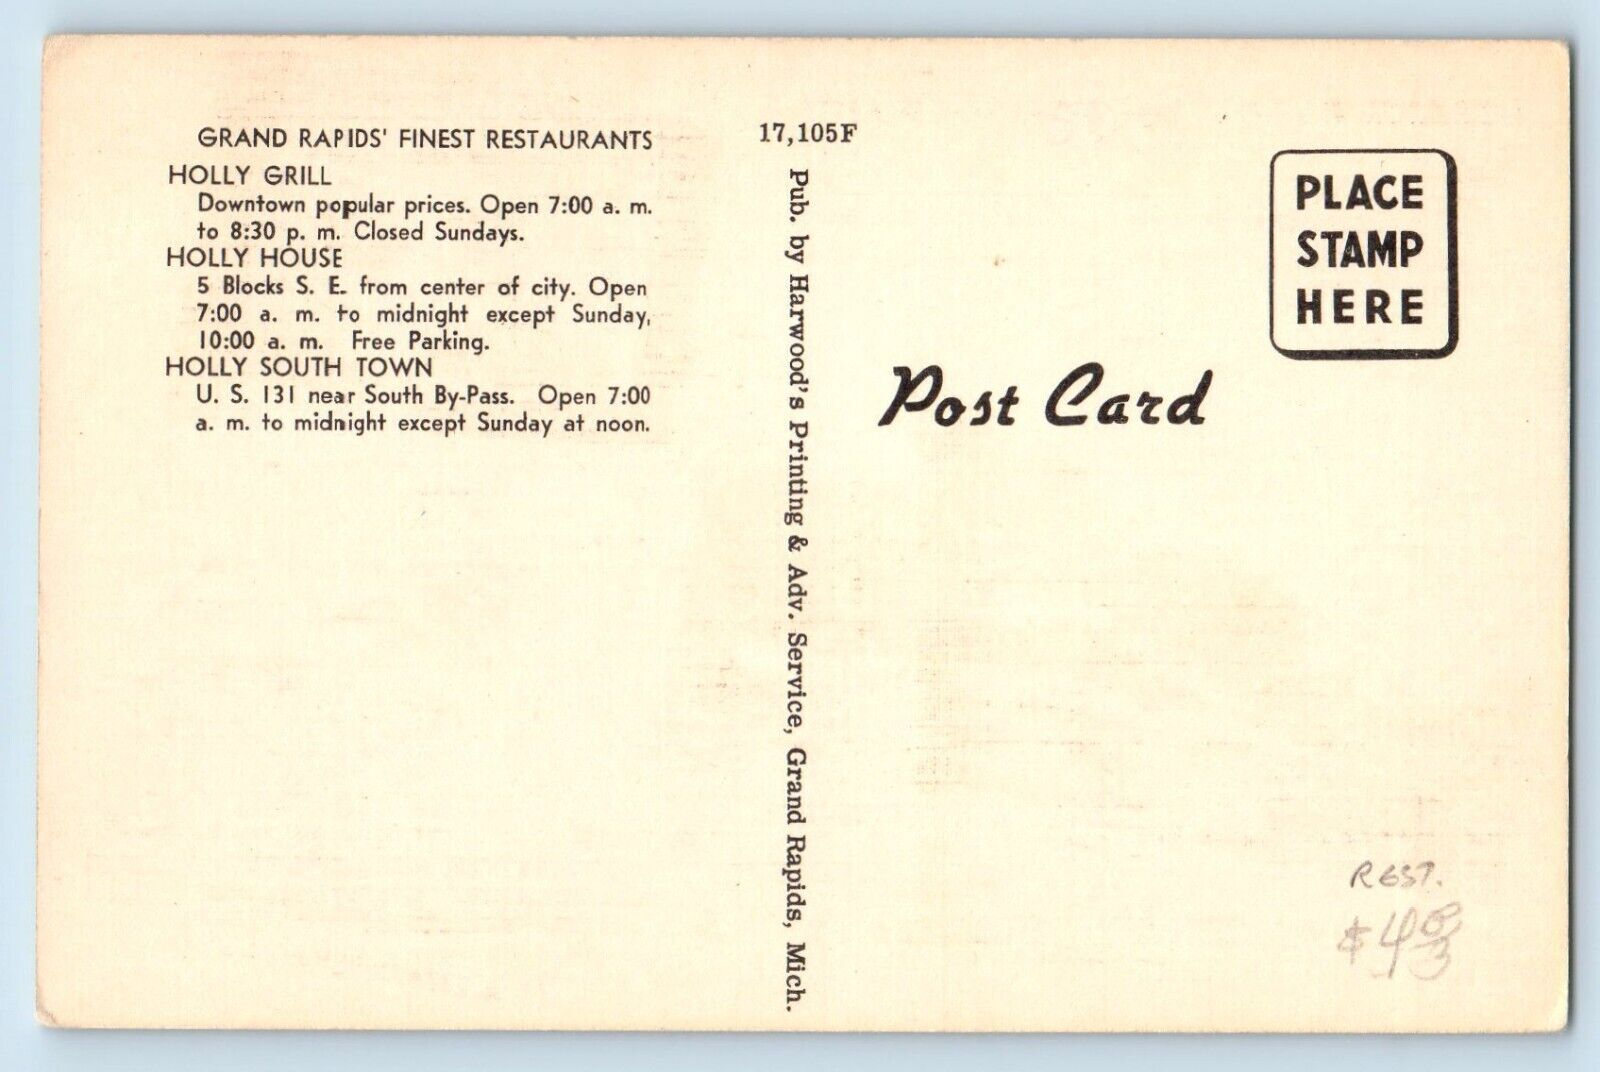 GRAND RAPIDS' FINEST RESTAURANTS
HOLLY GRILL
Downtown popular prices. Open 7:00 a. m.
to 8:30 p. m. Closed Sundays.
HOLLY HOUSE
5 Blocks S. E. from center of city. Open
7:00 a. m. to midnight except Sunday,
10:00 a. m. Free Parking.
HOLLY SOUTH TOWN
U. S. 131 near South By-Pass. Open 7:00
a. m. to midnight except Sunday at noon.
17,105F
Pub. by Harwood's Printing & Adv. Service, Grand Rapids, Mich.
PLACE
STAMP
HERE
Post Card
REST.